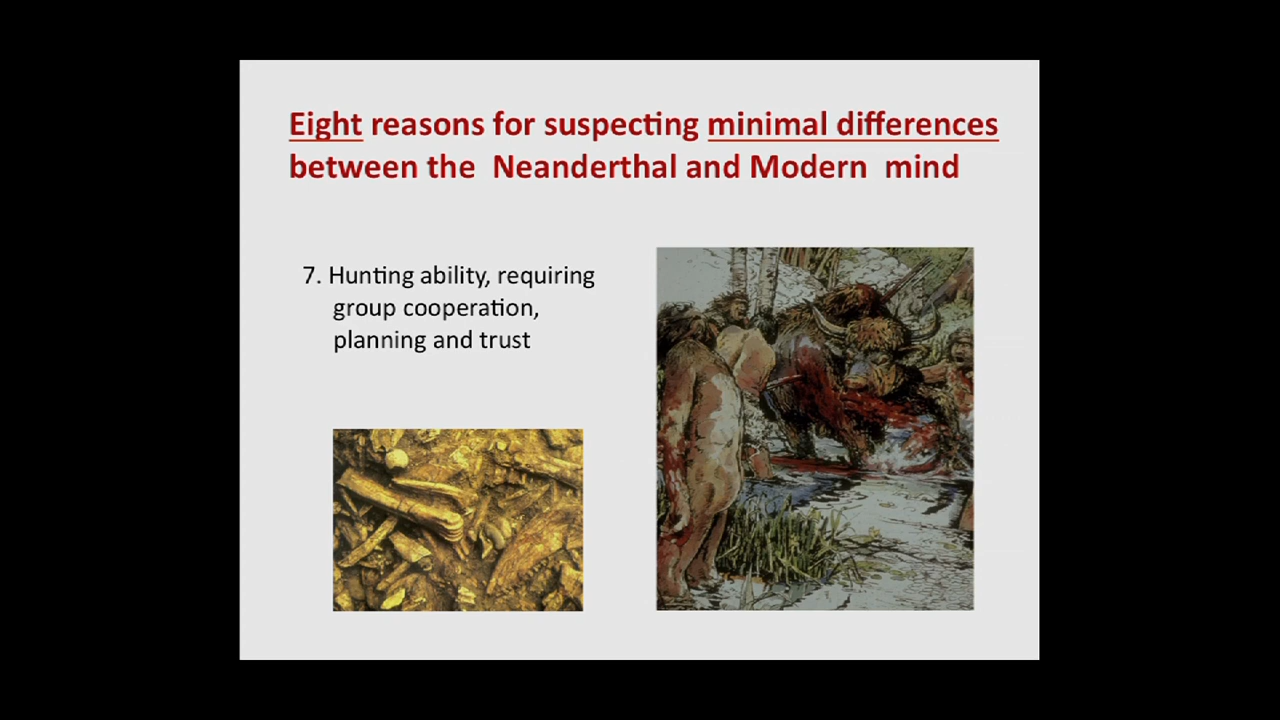 Eight reasons for suspecting minimal differences
between the Neanderthal and Modern mind
7. Hunting ability, requiring
group cooperation,
planning and trust